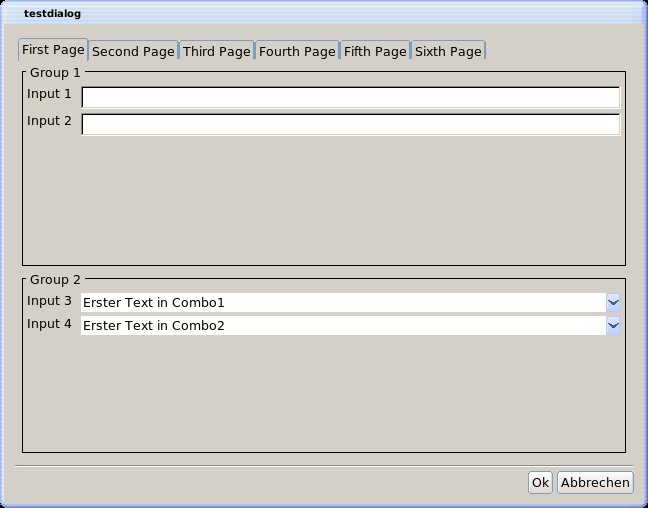 testdialog
First Page Second Page Third Page Fourth Page Fifth Page Sixth Page
Group 1
Input 1
Input 2
Group 2
Input 3 Erster Text in Combo1
Input 4 Erster Text in Combo2
Ok Abbrechen